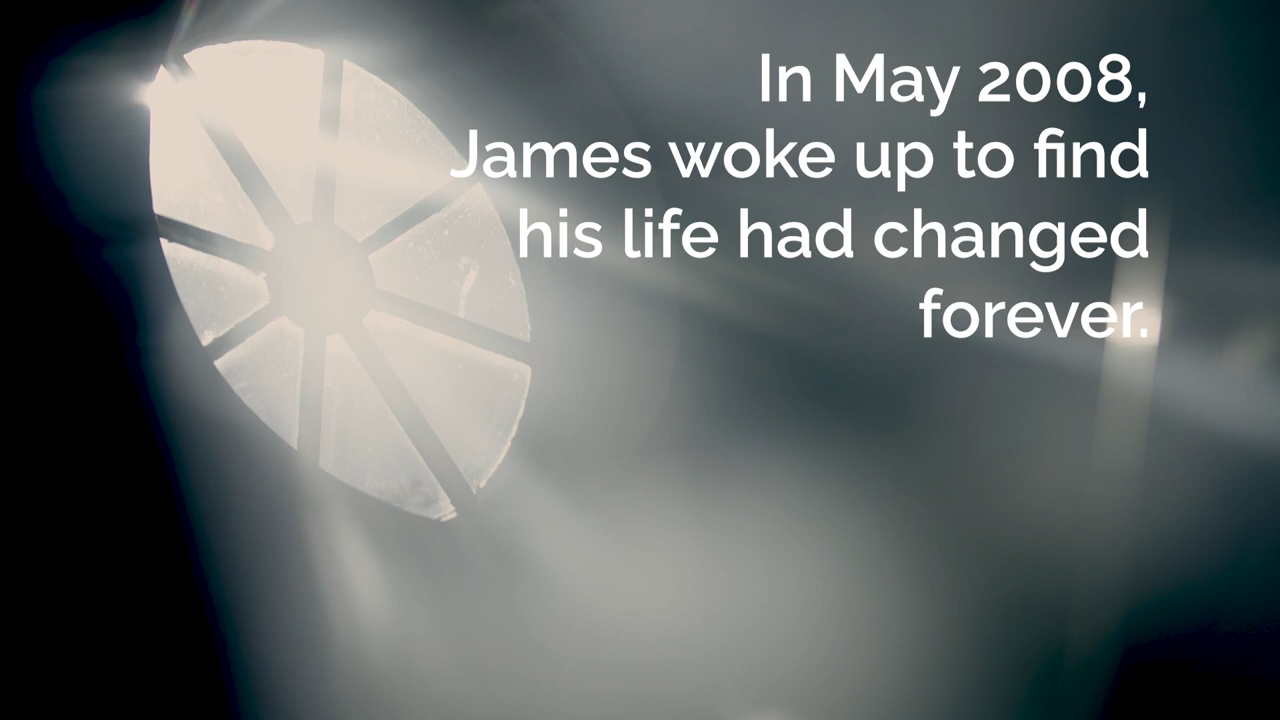 In May 2008,
James woke up to find
his life had changed
forever.